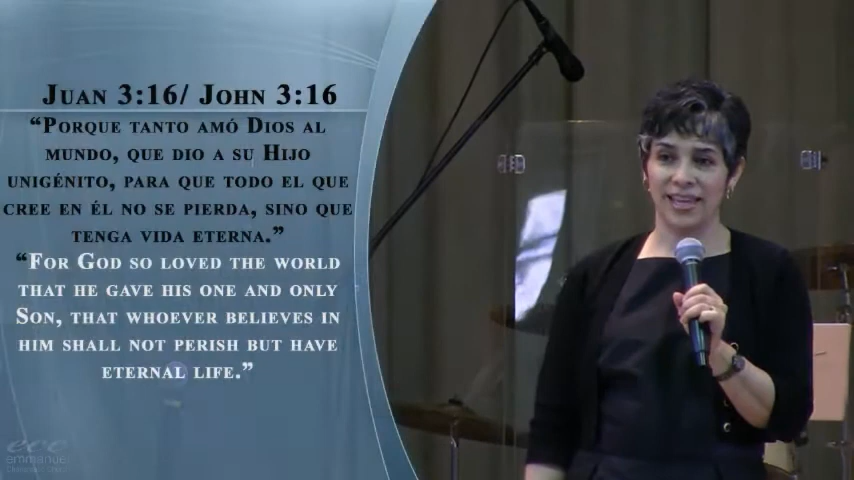 Juan 3:16/ John 3:16
“Porque tanto amó Dios al
mundo, que dio a su Hijo
unigénito, para que todo el que
cree en él no se pierda, sino que
tenga vida eterna.”
“For God so loved the world
that he gave his one and only
Son, that whoever believes in
him shall not perish but have
eternal life.”
ecc
emmanuel